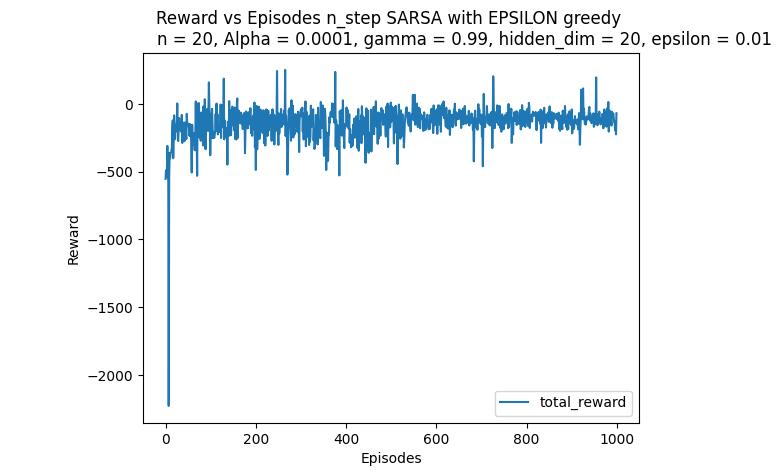 Reward vs Episodes n_step SARSA with EPSILON greedy
n = 20, Alpha = 0.0001, gamma = 0.99, hidden_dim = 20, epsilon = 0.01
0
−500
−1000
−1500
−2000
Reward
total_reward
0 200 400 600 800 1000
Episodes